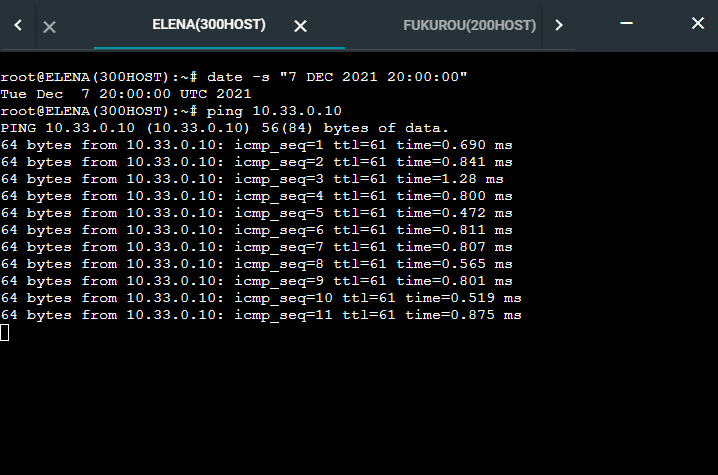 ELENA(300HOST)
FUKUROU(200HOST)
root@ELENA(300HOST):~# date -s "7 DEC 2021 20:00:00"
Tue Dec  7 20:00:00 UTC 2021
root@ELENA(300HOST):~# ping 10.33.0.10
PING 10.33.0.10 (10.33.0.10) 56(84) bytes of data.
64 bytes from 10.33.0.10: icmp_seq=1 ttl=61 time=0.690 ms
64 bytes from 10.33.0.10: icmp_seq=2 ttl=61 time=0.841 ms
64 bytes from 10.33.0.10: icmp_seq=3 ttl=61 time=1.28 ms
64 bytes from 10.33.0.10: icmp_seq=4 ttl=61 time=0.800 ms
64 bytes from 10.33.0.10: icmp_seq=5 ttl=61 time=0.472 ms
64 bytes from 10.33.0.10: icmp_seq=6 ttl=61 time=0.811 ms
64 bytes from 10.33.0.10: icmp_seq=7 ttl=61 time=0.807 ms
64 bytes from 10.33.0.10: icmp_seq=8 ttl=61 time=0.565 ms
64 bytes from 10.33.0.10: icmp_seq=9 ttl=61 time=0.801 ms
64 bytes from 10.33.0.10: icmp_seq=10 ttl=61 time=0.519 ms
64 bytes from 10.33.0.10: icmp_seq=11 ttl=61 time=0.875 ms